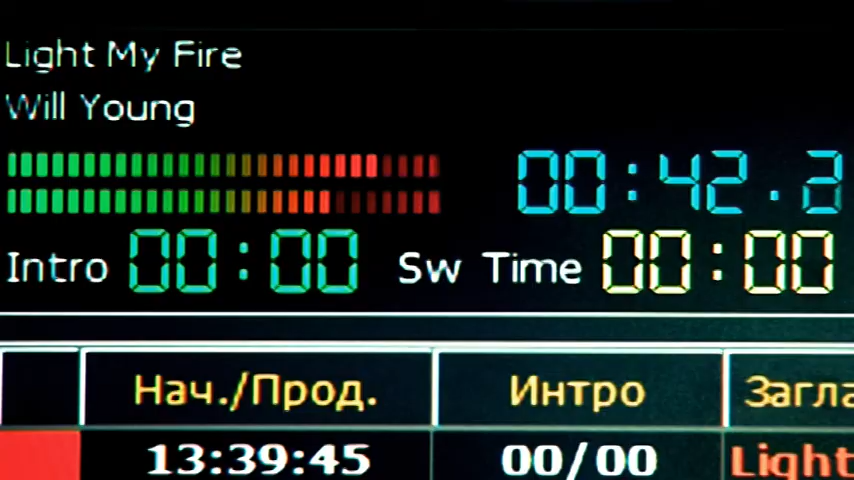 Light My Fire
Will Young
00:42.2
Intro 00:00 Sw Time 00:00
Нач./Прод. Интро Загла
13:39:45 00/00 Light